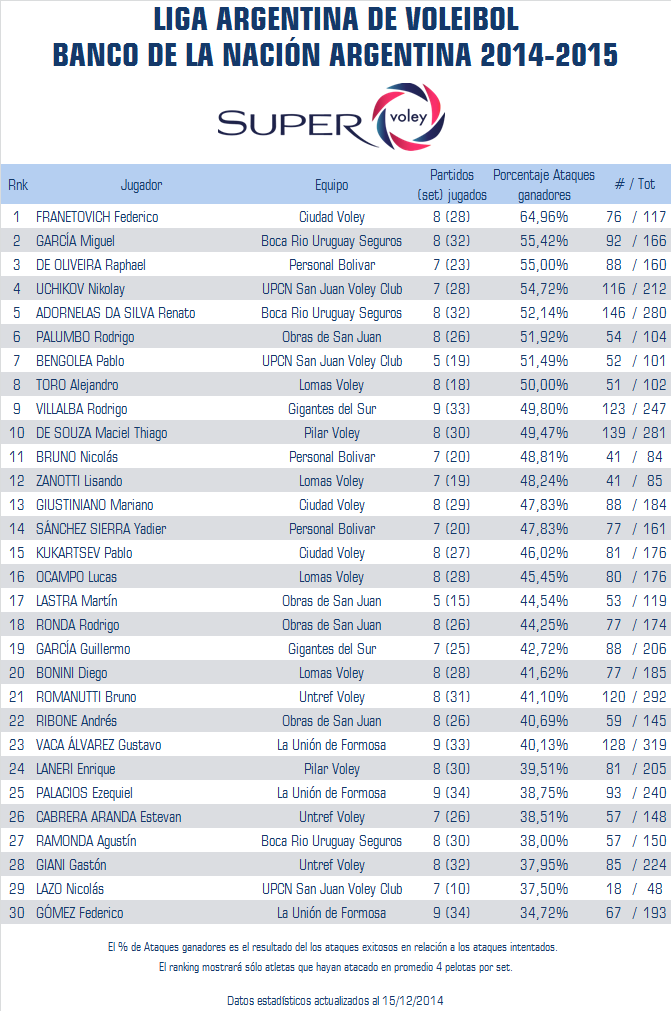 LIGA ARGENTINA DE VOLEIBOL
BANCO DE LA NACIÓN ARGENTINA 2014-2015
SUPER voley
Rnk Jugador Equipo Partidos (set) jugados Porcentaje Ataques ganadores # / Tot
1 FRANETOVICH Federico Ciudad Voley 8 (28) 64,96% 76 / 117
2 GARCÍA Miguel Boca Rio Uruguay Seguros 8 (32) 55,42% 92 / 166
3 DE OLIVEIRA Raphael Personal Bolivar 7 (23) 55,00% 88 / 160
4 UCHIKOV Nikolay UPCN San Juan Voley Club 7 (28) 54,72% 116 / 212
5 ADORNELAS DA SILVA Renato Boca Rio Uruguay Seguros 8 (32) 52,14% 146 / 280
6 PALUMBO Rodrigo Obras de San Juan 8 (26) 51,92% 54 / 104
7 BENGOLEA Pablo UPCN San Juan Voley Club 5 (19) 51,49% 52 / 101
8 TORO Alejandro Lomas Voley 8 (18) 50,00% 51 / 102
9 VILLALBA Rodrigo Gigantes del Sur 9 (33) 49,80% 123 / 247
10 DE SOUZA Maciel Thiago Pilar Voley 8 (30) 49,47% 139 / 281
11 BRUNO Nicolás Personal Bolivar 7 (20) 48,81% 41 / 84
12 ZANOTTI Lisando Lomas Voley 7 (19) 48,24% 41 / 85
13 GIUSTINIANO Mariano Ciudad Voley 8 (29) 47,83% 88 / 184
14 SÁNCHEZ SIERRA Yadier Personal Bolivar 7 (20) 47,83% 77 / 161
15 KUKARTSEV Pablo Ciudad Voley 8 (27) 46,02% 81 / 176
16 OCAMPO Lucas Lomas Voley 8 (28) 45,45% 80 / 176
17 LASTRA Martín Obras de San Juan 5 (15) 44,54% 53 / 119
18 RONDA Rodrigo Obras de San Juan 8 (26) 44,25% 77 / 174
19 GARCÍA Guillermo Gigantes del Sur 7 (25) 42,72% 88 / 206
20 BONINI Diego Lomas Voley 8 (28) 41,62% 77 / 185
21 ROMANUTTI Bruno Untref Voley 8 (31) 41,10% 120 / 292
22 RIBONE Andrés Obras de San Juan 8 (26) 40,69% 59 / 145
23 VACA ÁLVAREZ Gustavo La Unión de Formosa 9 (33) 40,13% 128 / 319
24 LANERI Enrique Pilar Voley 8 (30) 39,51% 81 / 205
25 PALACIOS Ezequiel La Unión de Formosa 9 (34) 38,75% 93 / 240
26 CABRERA ARANDA Estevan Untref Voley 7 (26) 38,51% 57 / 148
27 RAMONDA Agustín Boca Rio Uruguay Seguros 8 (30) 38,00% 57 / 150
28 GIANI Gastón Untref Voley 8 (32) 37,95% 85 / 224
29 LAZO Nicolás UPCN San Juan Voley Club 7 (10) 37,50% 18 / 48
30 GÓMEZ Federico La Unión de Formosa 9 (34) 34,72% 67 / 193
El % de Ataques ganadores es el resultado del los ataques exitosos en relación a los ataques intentados.
El ranking mostrará sólo atletas que hayan atacado en promedio 4 pelotas por set.
Datos estadísticos actualizados al 15/12/2014